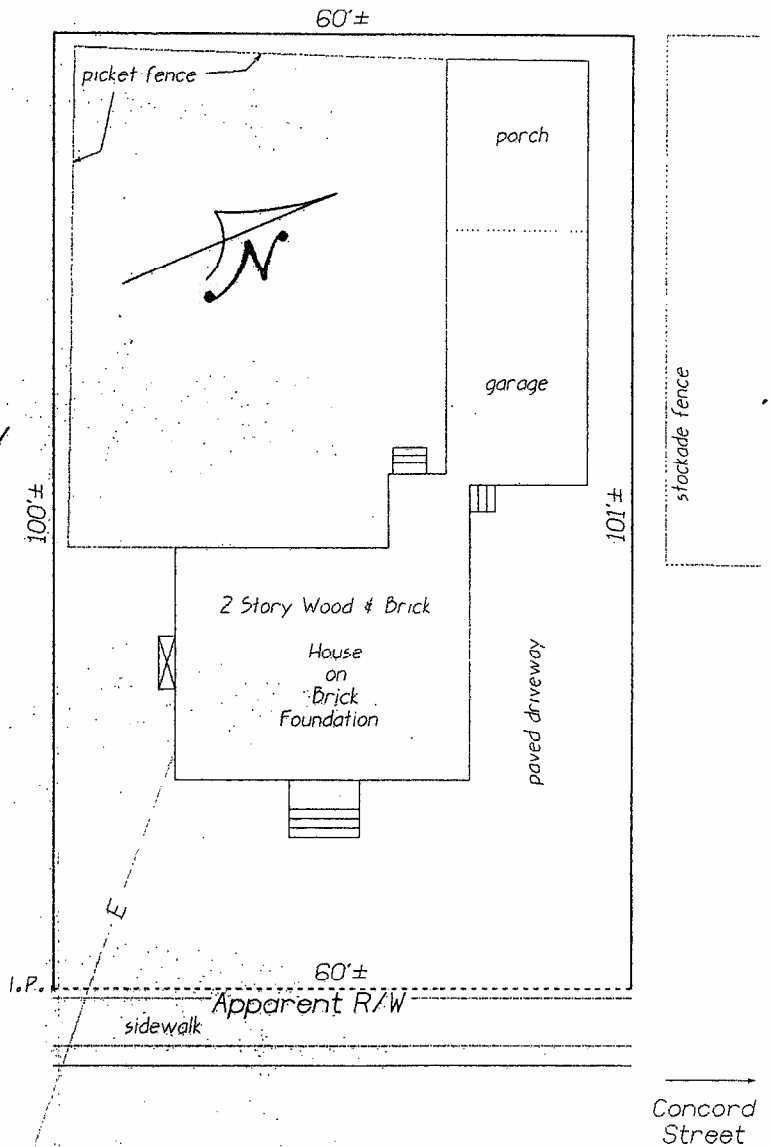 60'±
picket fence
porch
N
garage
stockade fence
100'±
101'±
2 Story Wood & Brick
House
on
Brick
Foundation
paved driveway
E
I.P.
60'±
Apparent R/W
sidewalk
Concord
Street